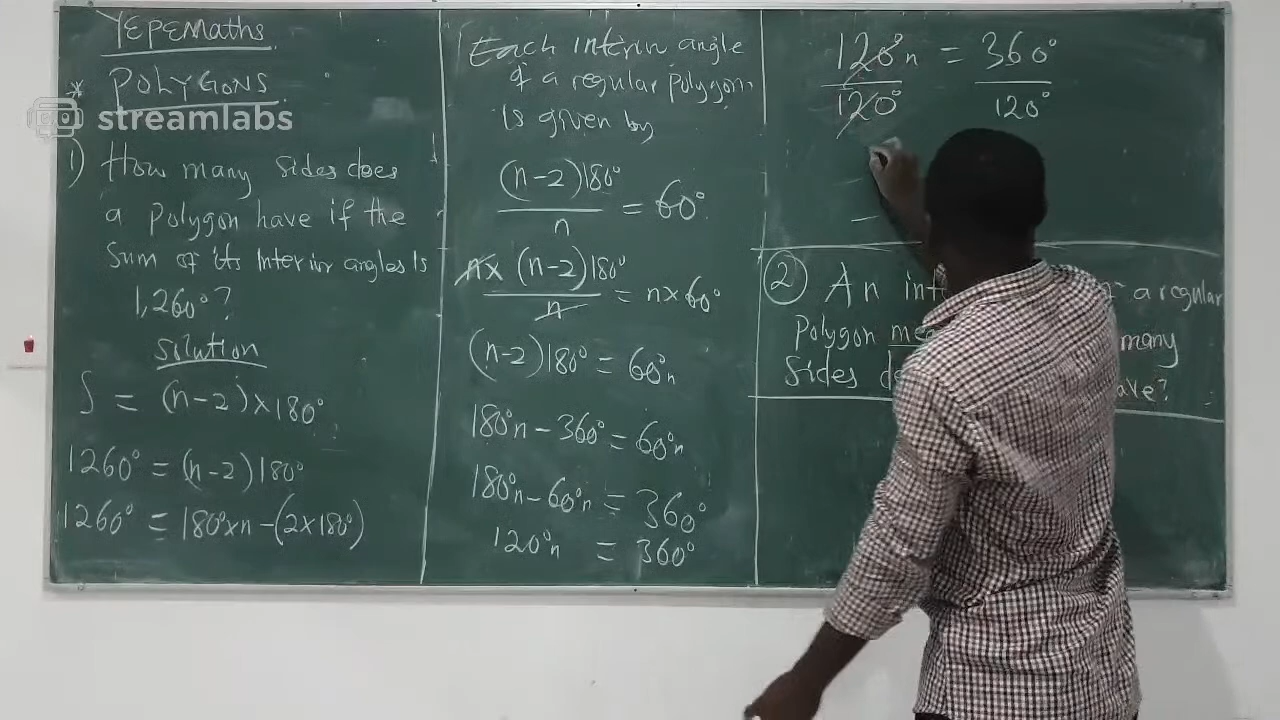 YEPEMaths
* POLYGONS
streamlabs
1) How many sides does
a polygon have if the
sum of its interior angles is
1,260°?
Solution
S = (n-2)×180°
1260° = (n-2)180°
1260° = 180°×n-(2×180°)
Each interior angle
of a regular polygon
is given by
(n-2)180°
n
= 60°
n× (n-2)180°
n
= n×60°
(n-2)180° = 60°n
180°n - 360° = 60°n
180°n - 60°n = 360°
120°n = 360°
120°n = 360°
120° 120°
2 An int a regular
Polygon many
Sides ave?